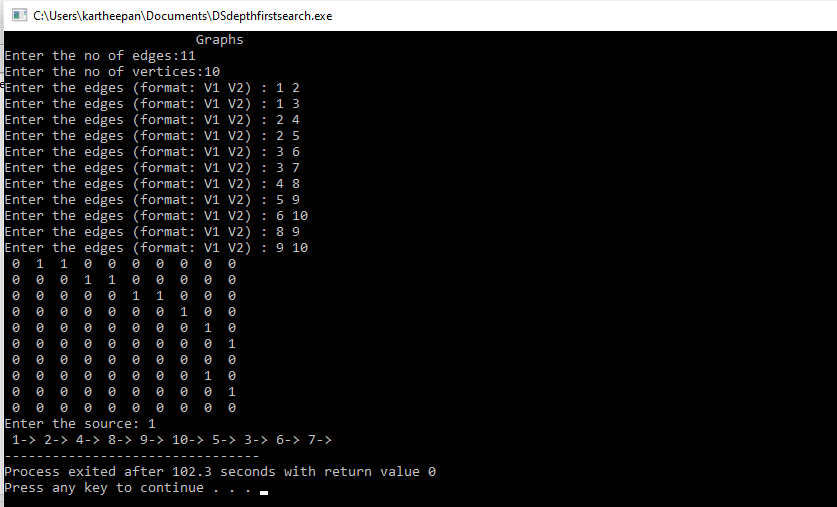 C:\Users\kartheepan\Documents\DSdepthfirstsearch.exe
Graphs
Enter the no of edges:11
Enter the no of vertices:10
Enter the edges (format: V1 V2) : 1 2
Enter the edges (format: V1 V2) : 1 3
Enter the edges (format: V1 V2) : 2 4
Enter the edges (format: V1 V2) : 2 5
Enter the edges (format: V1 V2) : 3 6
Enter the edges (format: V1 V2) : 3 7
Enter the edges (format: V1 V2) : 4 8
Enter the edges (format: V1 V2) : 5 9
Enter the edges (format: V1 V2) : 6 10
Enter the edges (format: V1 V2) : 8 9
Enter the edges (format: V1 V2) : 9 10
0 1 1 0 0 0 0 0 0 0
0 0 0 1 1 0 0 0 0 0
0 0 0 0 0 1 1 0 0 0
0 0 0 0 0 0 0 1 0 0
0 0 0 0 0 0 0 0 1 0
0 0 0 0 0 0 0 0 0 1
0 0 0 0 0 0 0 0 0 0
0 0 0 0 0 0 0 0 1 0
0 0 0 0 0 0 0 0 0 1
0 0 0 0 0 0 0 0 0 0
Enter the source: 1
1-> 2-> 4-> 8-> 9-> 10-> 5-> 3-> 6-> 7->
--------------------------------
Process exited after 102.3 seconds with return value 0
Press any key to continue . . .